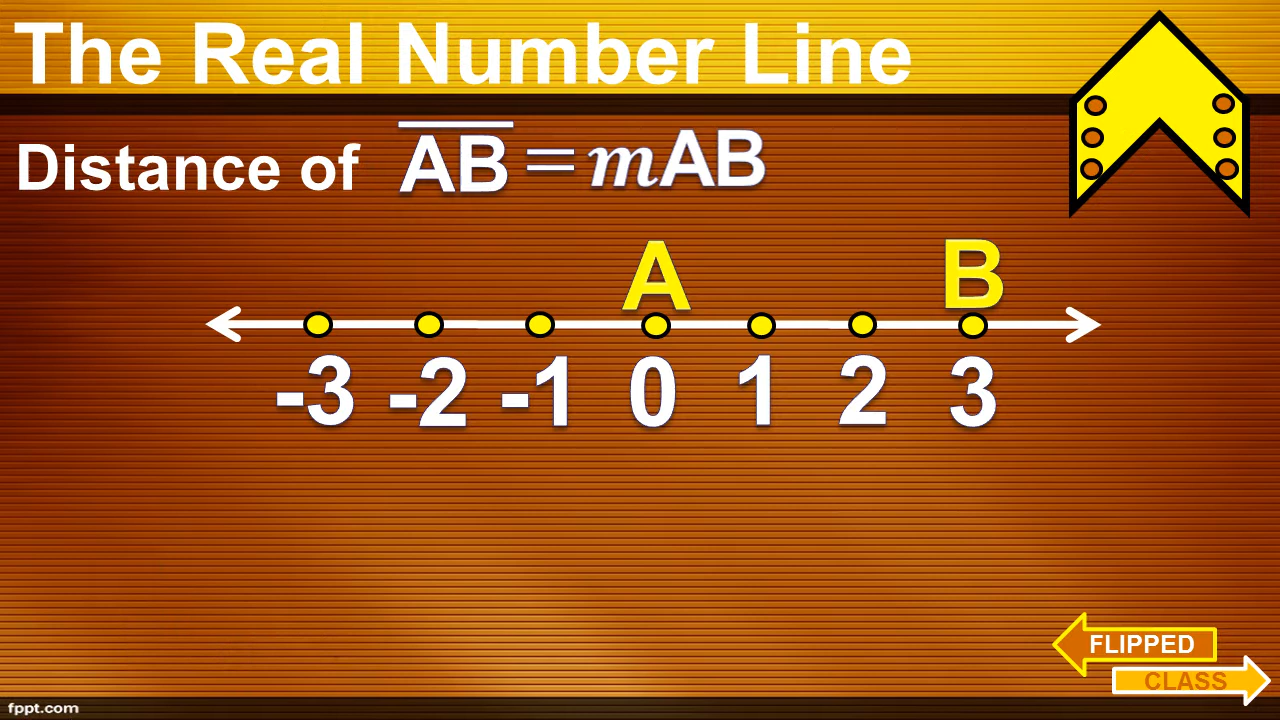 The Real Number Line
Distance of AB = mAB
A B
-3 -2 -1 0 1 2 3
FLIPPED
CLASS
fppt.com